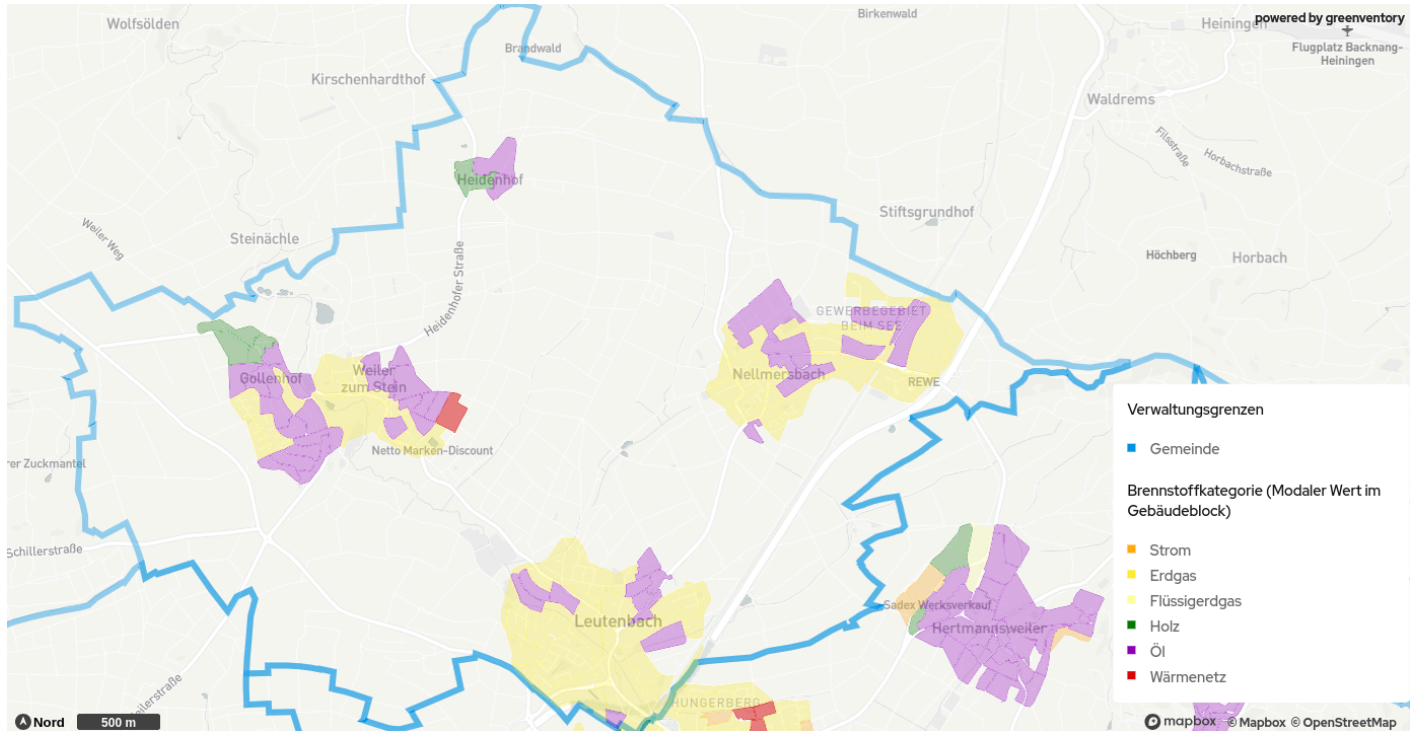 Wolfsölden
Birkenwald
Heiningen
powered by greenventory
Flugplatz Backnang-
Heiningen
Brandwald
Kirschenhardthof
Waldrems
Filsstraße
Horbachstraße
Heidenhof
Stiftsgrundhof
Weiler Weg
Steinächle
Höchberg
Horbach
Heidenhofer Straße
GEWERBEGEBIET
BEIM SEE
Gollenhof
Weiler
zum Stein
Nellmersbach
REWE
Netto Marken-Discount
rer Zuckmantel
Schillerstraße
Leutenbach
Sadex Werksverkauf
Hertmannsweiler
HUNGERBERG
eilerstraße
Verwaltungsgrenzen
Gemeinde
Brennstoffkategorie (Modaler Wert im
Gebäudeblock)
Strom
Erdgas
Flüssigerdgas
Holz
Öl
Wärmenetz
Nord
500 m
mapbox © Mapbox © OpenStreetMap